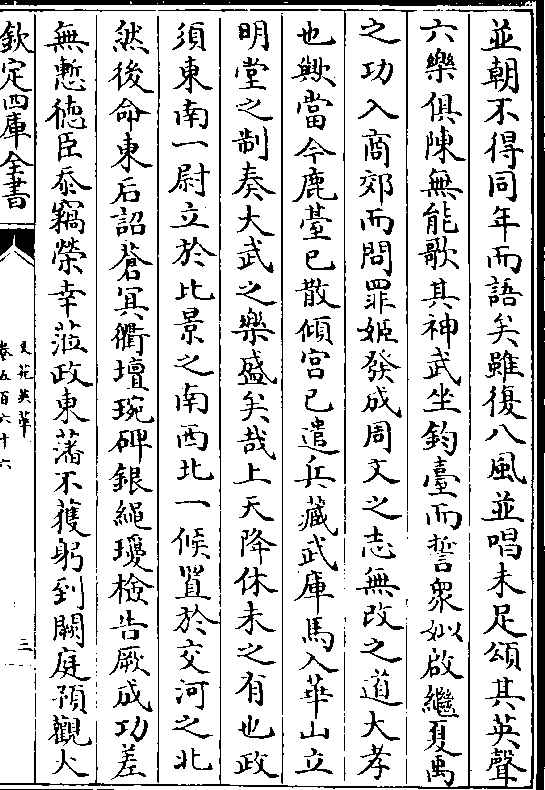 並朝不得同年而語矣雖復八風並唱未足頌其英聲
六樂俱陳無能歌其神武坐鈞臺而誓衆姒啟繼夏禹
之功入商郊而問罪姬發成周文之志無改之道大孝
也歟當今鹿臺已散傾宫已遣兵藏武庫馬入華山立
明堂之制奏大武之樂盛矣哉上天降休未之有也政
須東南一尉立於比景之南西北一候置於交河之北
然後命東后詔蒼冥衢壇琬碑銀繩瓊檢告厥成功差
無慙德臣忝竊榮幸蒞政東藩不獲躬到闕庭預觀大
欽定四庫全書
文苑英華
卷五百六十六
三